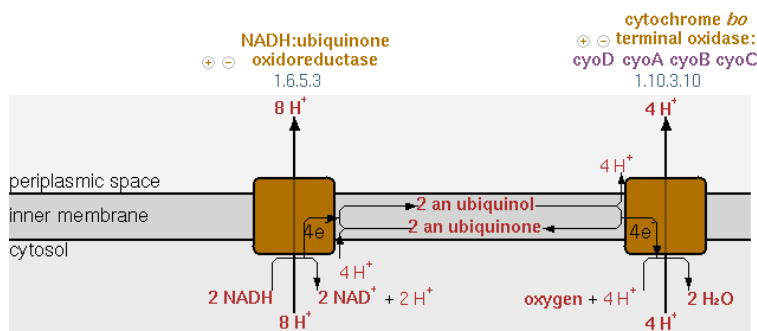 NADH:ubiquinone
oxidoreductase
1.6.5.3
cytochrome bo
terminal oxidase:
cyoD cyoA cyoB cyoC
1.10.3.10
8 H⁺
4 H⁺
4 H⁺
periplasmic space
inner membrane
cytosol
2 an ubiquinol
2 an ubiquinone
4e⁻
4e⁻
4 H⁺
2 NADH
2 NAD⁺ + 2 H⁺
oxygen + 4 H⁺
2 H₂O
8 H⁺
4 H⁺